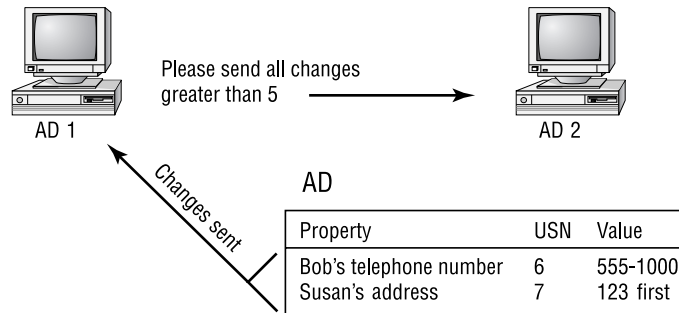 Please send all changes
greater than 5
AD 1
AD 2
Changes sent
AD
Property USN Value
Bob's telephone number 6 555-1000
Susan's address 7 123 first